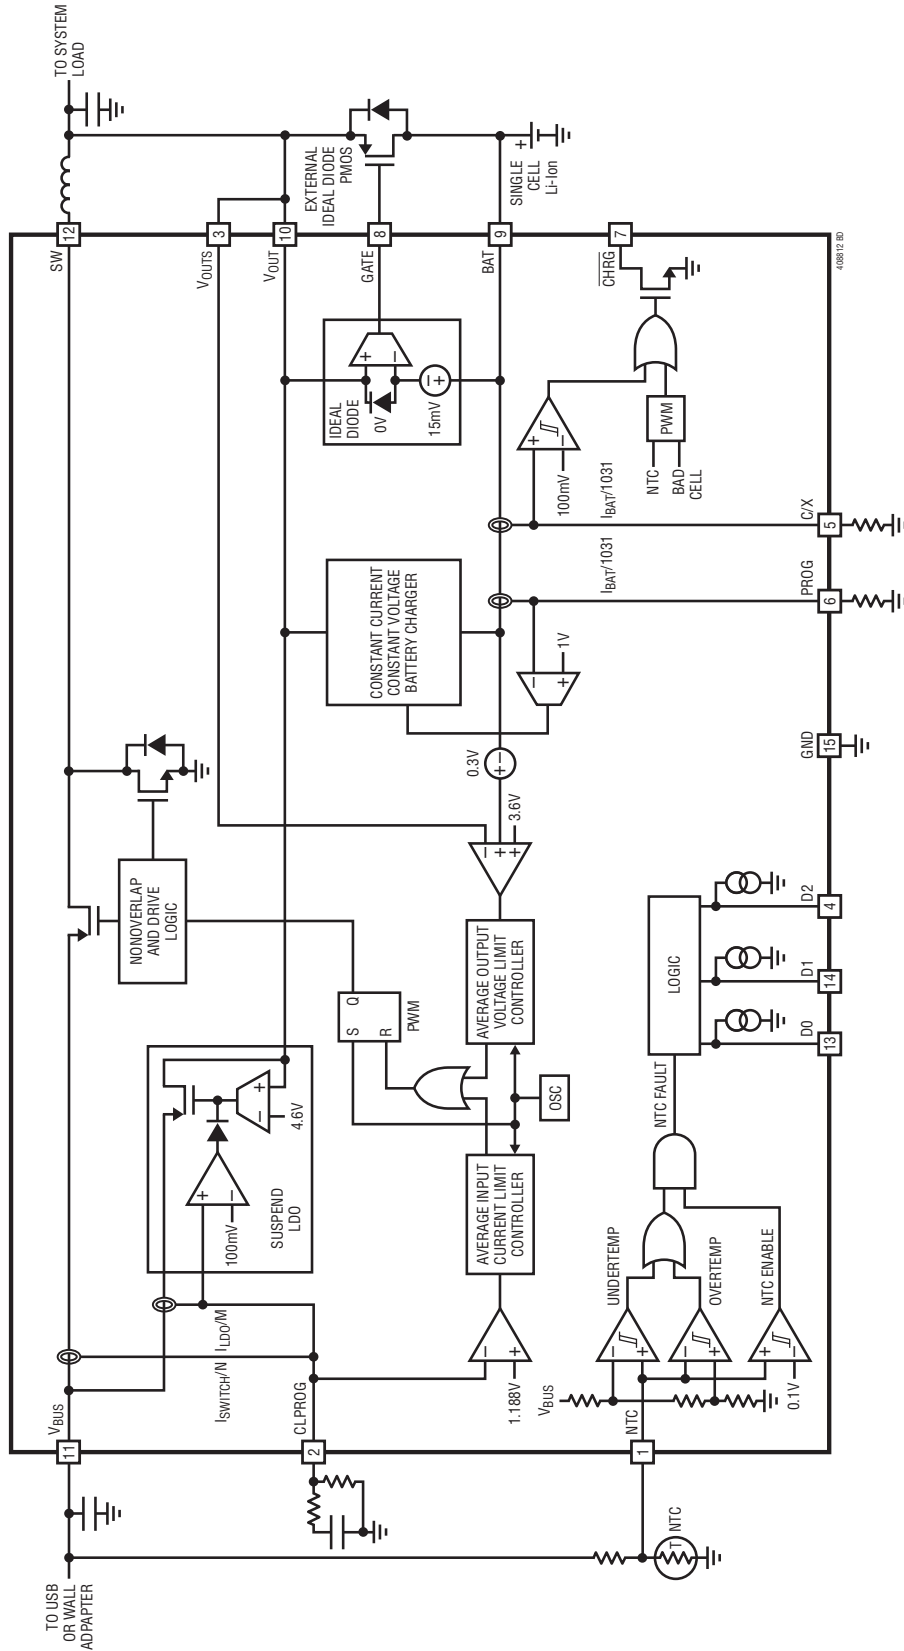 TO USB
OR WALL
ADPAPTER
11
VBUS
ISWITCH/N
ILDO/M
2
CLPROG
100mV
+
−
SUSPEND
LDO
4.6V
−
+
NONOVERLAP
AND DRIVE
LOGIC
S
Q
R
PWM
1.188V
−
+
AVERAGE INPUT
CURRENT LIMIT
CONTROLLER
OSC
AVERAGE OUTPUT
VOLTAGE LIMIT
CONTROLLER
−
+
+
3.6V
0.3V
+
−
CONSTANT CURRENT
CONSTANT VOLTAGE
BATTERY CHARGER
−
+
1V
IBAT/1031
IBAT/1031
IDEAL
DIODE
0V
+
−
15mV
−
+
100mV
+
−
NTC
BAD
CELL
PWM
SW
12
VOUTS
3
VOUT
10
GATE
8
BAT
9
CHRG
7
TO SYSTEM
LOAD
EXTERNAL
IDEAL DIODE
PMOS
+
SINGLE
CELL
Li-Ion
T
NTC
1
NTC
VBUS
−
+
UNDERTEMP
−
+
OVERTEMP
+
−
0.1V
NTC ENABLE
NTC FAULT
LOGIC
D0
13
D1
14
D2
4
GND
15
PROG
6
C/X
5
408812 BD